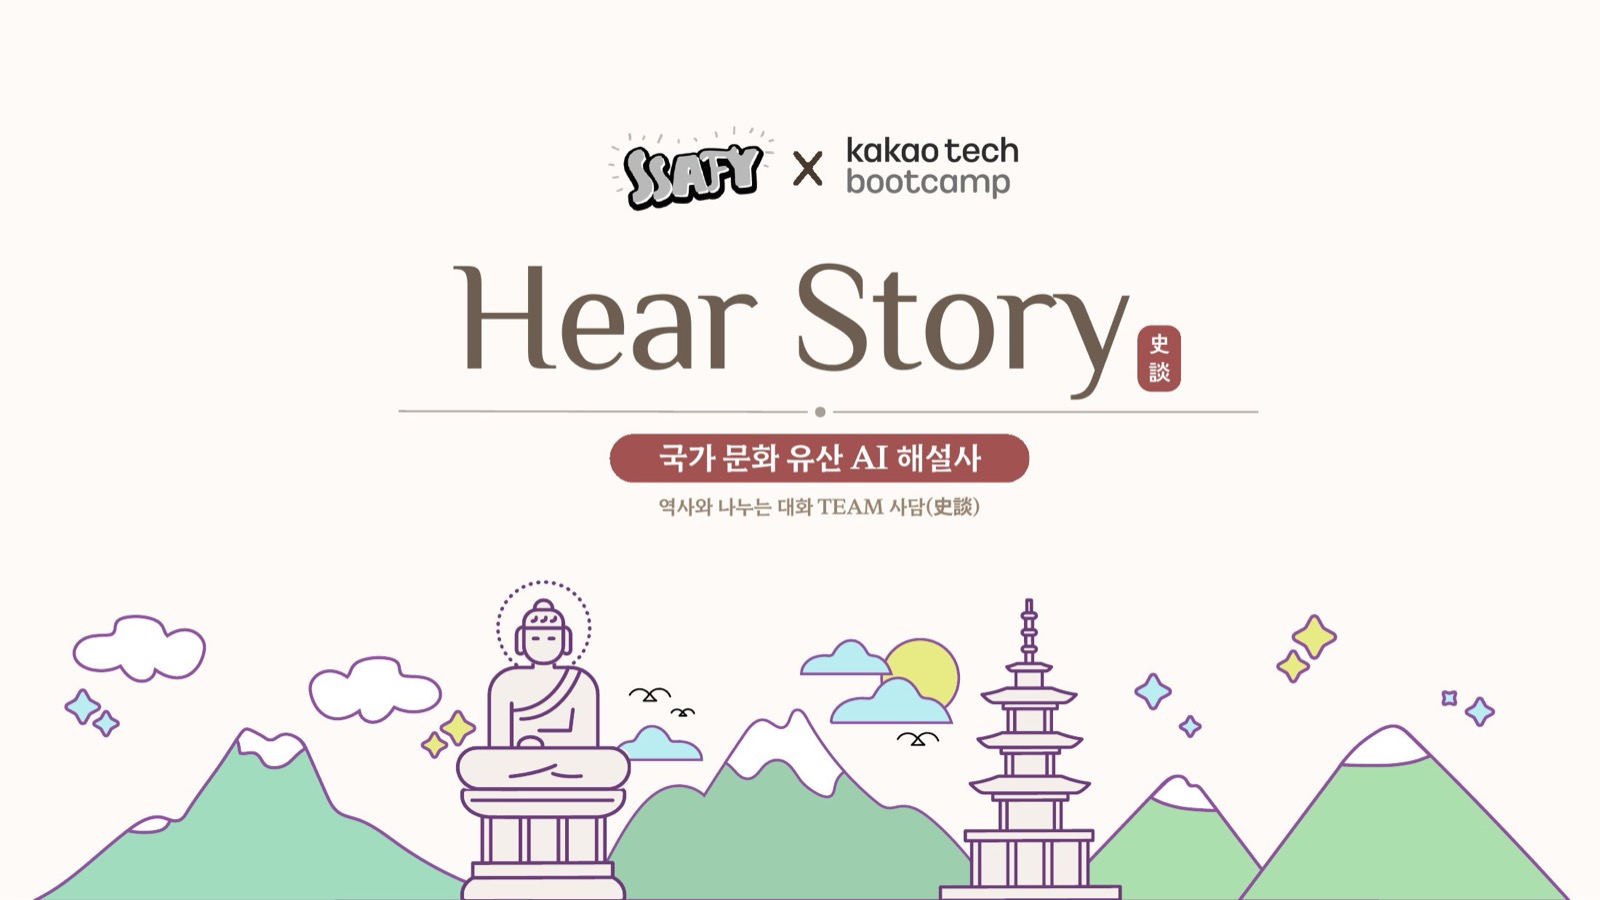 SSAFY X kakao tech
bootcamp
Hear Story
史
談
국가 문화 유산 AI 해설사
역사와 나누는 대화 TEAM 사담(史談)